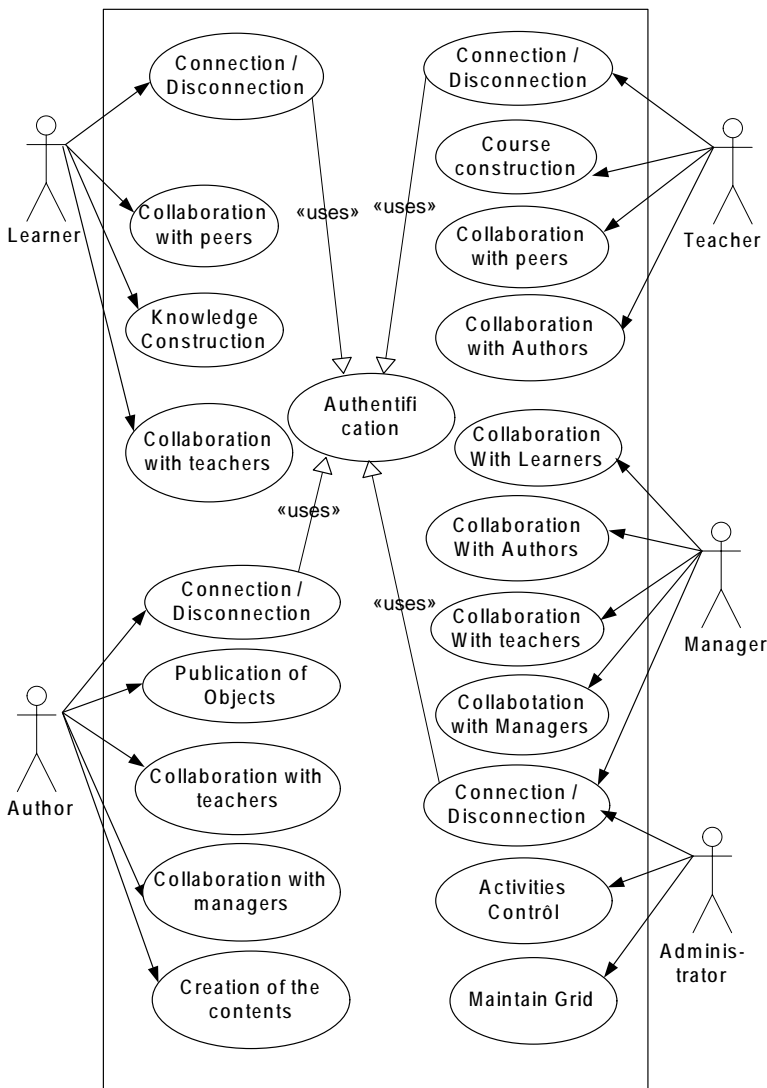 Connection /
Disconnection
Connection /
Disconnection
Learner
Collaboration
with peers
Knowledge
Construction
Collaboration
with teachers
«uses»
«uses»
Course
construction
Collaboration
with peers
Collaboration
with Authors
Teacher
Authentifi
cation
Collaboration
With Learners
Collaboration
With Authors
Collaboration
With teachers
Collabotation
with Managers
Connection /
Disconnection
Manager
«uses»
«uses»
Connection /
Disconnection
Publication of
Objects
Collaboration with
teachers
Collaboration with
managers
Creation of the
contents
Author
Activities
Contrôl
Maintain Grid
Adminis-
trator